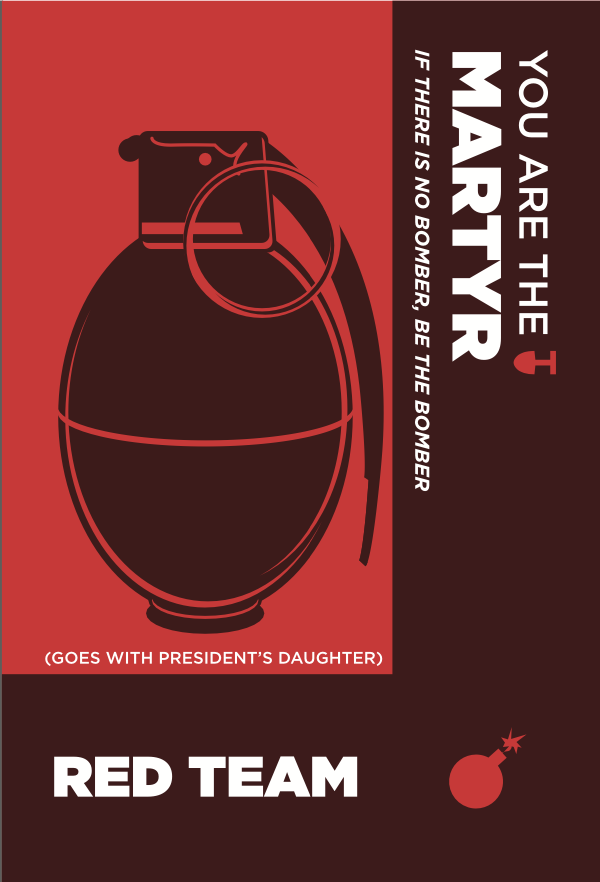 YOU ARE THE
MARTYR
IF THERE IS NO BOMBER, BE THE BOMBER
(GOES WITH PRESIDENT’S DAUGHTER)
RED TEAM